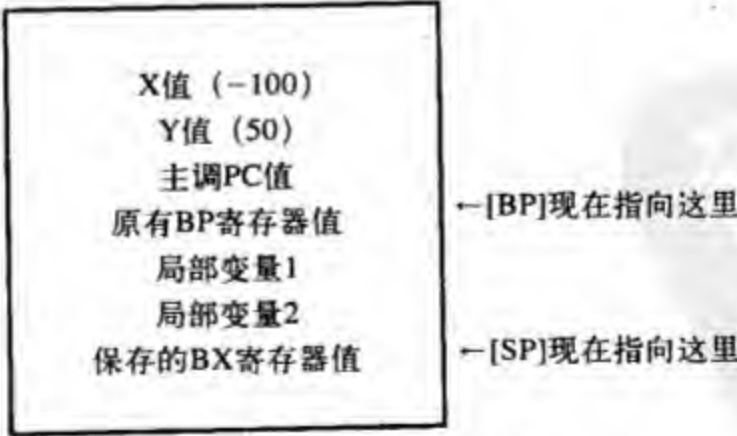 X值（-100）
Y值（50）
主调PC值
←[BP]现在指向这里
原有BP寄存器值
局部变量1
局部变量2
←[SP]现在指向这里
保存的BX寄存器值